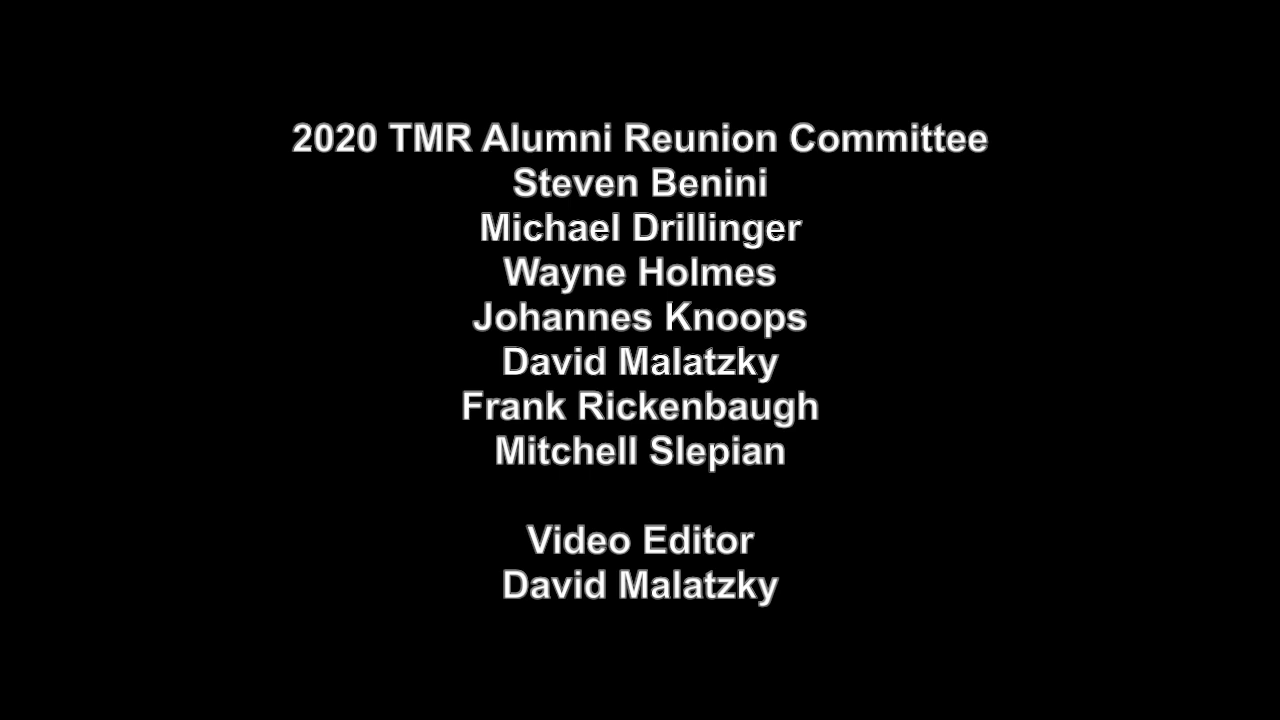 2020 TMR Alumni Reunion Committee
Steven Benini
Michael Drillinger
Wayne Holmes
Johannes Knoops
David Malatzky
Frank Rickenbaugh
Mitchell Slepian
Video Editor
David Malatzky